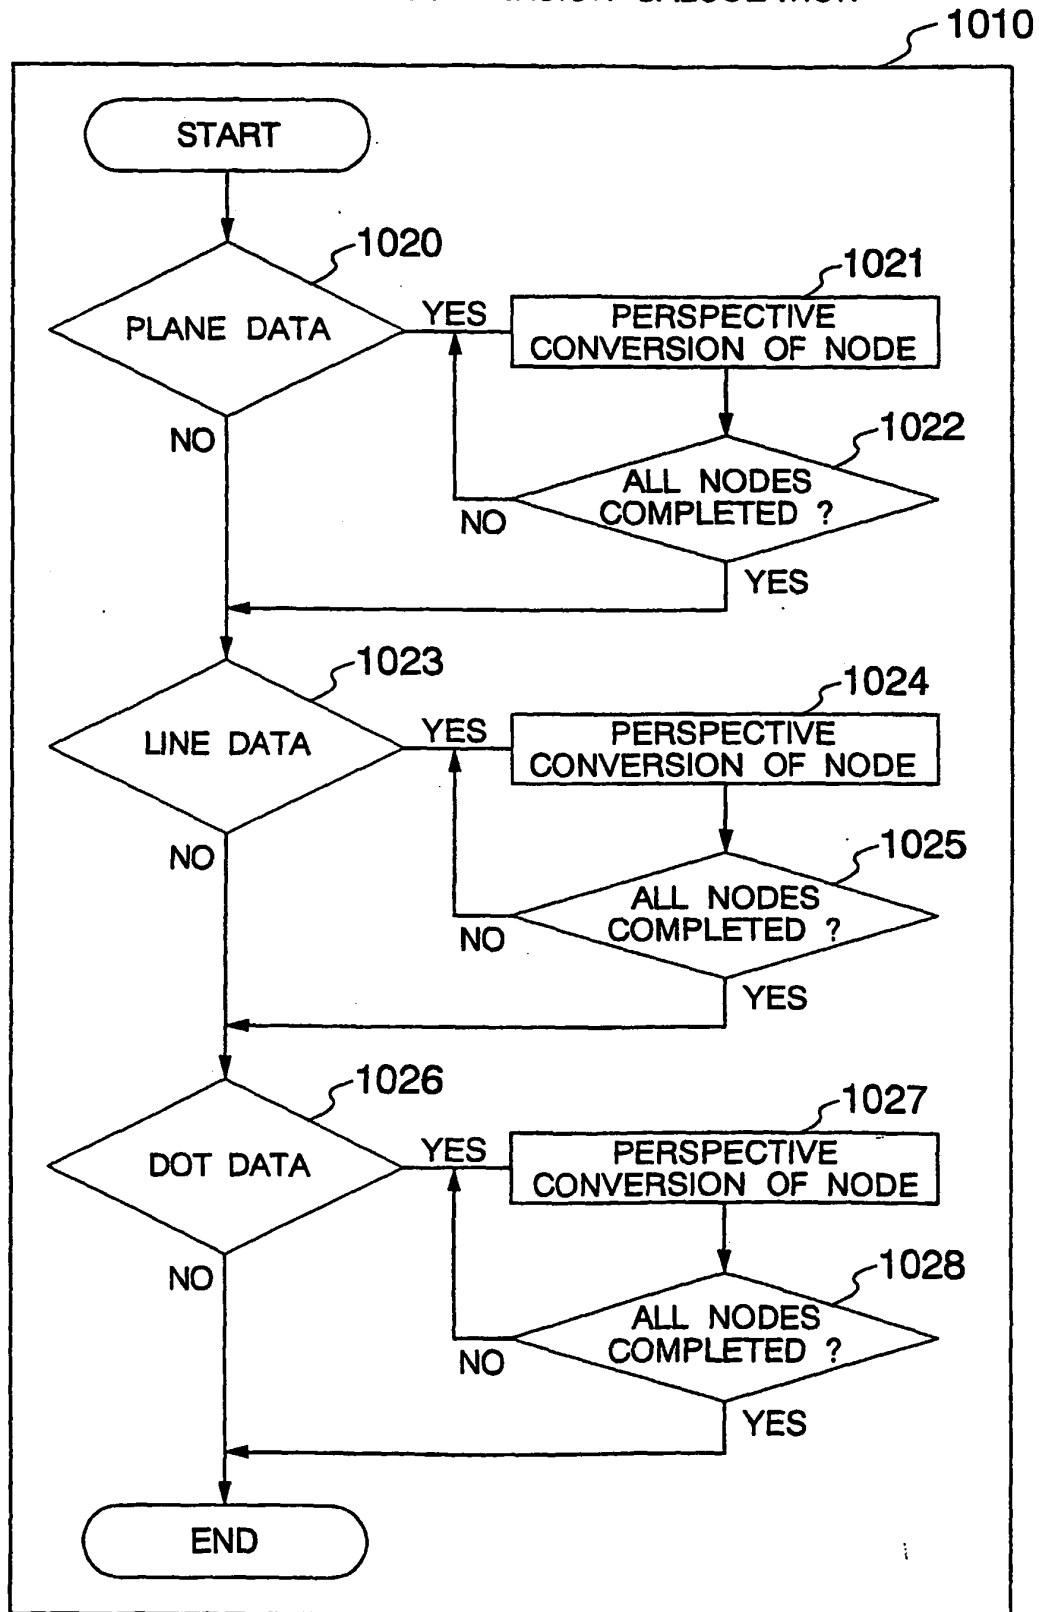 CALCULATION
1010
START
1020
PLANE DATA
YES
1021
PERSPECTIVE
CONVERSION OF NODE
NO
1022
ALL NODES
COMPLETED ?
NO
YES
1023
LINE DATA
YES
1024
PERSPECTIVE
CONVERSION OF NODE
NO
1025
ALL NODES
COMPLETED ?
NO
YES
1026
DOT DATA
YES
1027
PERSPECTIVE
CONVERSION OF NODE
NO
1028
ALL NODES
COMPLETED ?
NO
YES
END